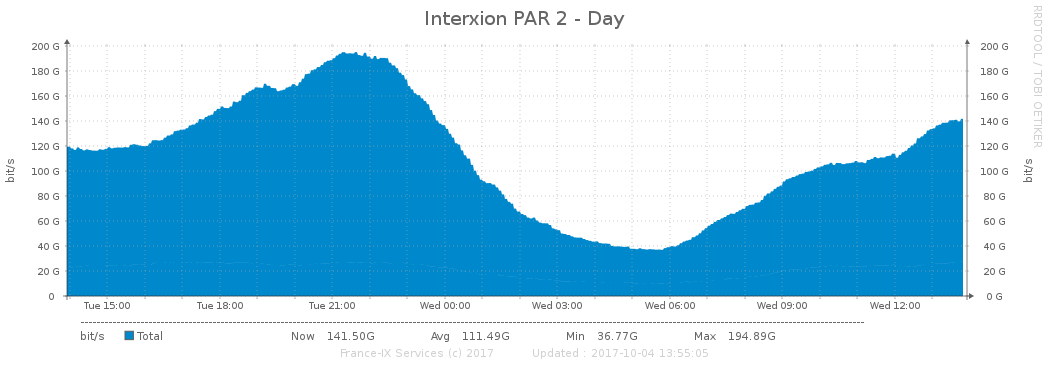 Interxion PAR 2 - Day
RRDTOOL / TOBI OETIKER
bit/s
200 G 200 G
180 G 180 G
160 G 160 G
140 G 140 G
120 G 120 G
100 G 100 G
80 G 80 G
60 G 60 G
40 G 40 G
20 G 20 G
0 0 G
bit/s
Tue 15:00 Tue 18:00 Tue 21:00 Wed 00:00 Wed 03:00 Wed 06:00 Wed 09:00 Wed 12:00
bit/s Total Now 141.50G Avg 111.49G Min 36.77G Max 194.89G
France-IX Services (c) 2017 Updated : 2017-10-04 13:55:05